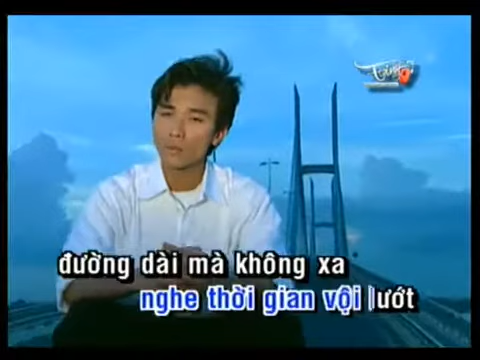 đường dài mà không xa
nghe thời gian vội lướt